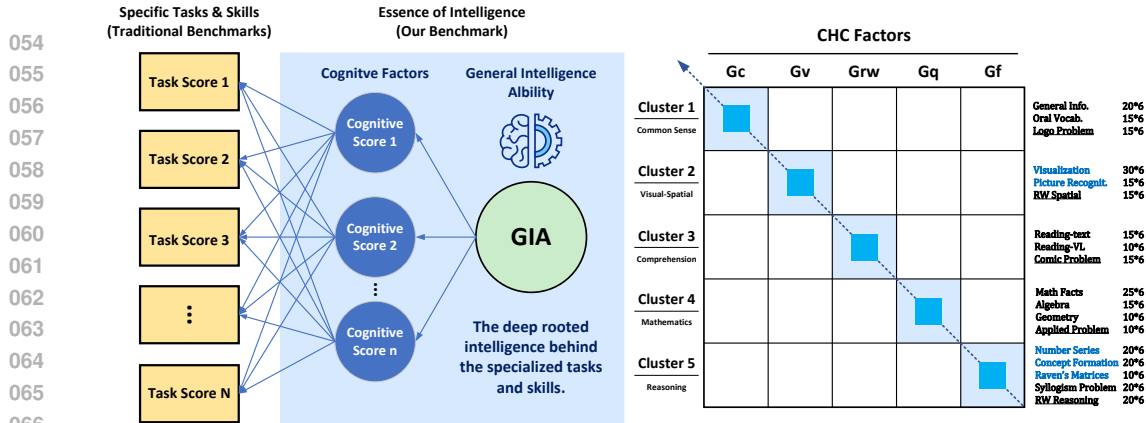 054
055
056
057
058
059
060
061
062
063
064
065
066
Specific Tasks & Skills
(Traditional Benchmarks)
Task Score 1
Task Score 2
Task Score 3
...
Task Score N
Essence of Intelligence
(Our Benchmark)
Cognitve Factors
Cognitive
Score 1
Cognitive
Score 2
...
Cognitive
Score n
General Intelligence
Albility
GIA
The deep rooted
intelligence behind
the specialized tasks
and skills.
CHC Factors
Gc Gv Grw Gq Gf
Cluster 1
Common Sense
General Info. 20*6
Oral Vocab. 15*6
Logo Problem 15*6
Cluster 2
Visual-Spatial
Visualization 30*6
Picture Recognit. 15*6
RW Spatial 15*6
Cluster 3
Comprehension
Reading-text 15*6
Reading-VL 10*6
Comic Problem 15*6
Cluster 4
Mathematics
Math Facts 25*6
Algebra 15*6
Geometry 10*6
Applied Problem 10*6
Cluster 5
Reasoning
Number Series 20*6
Concept Formation 20*6
Raven's Matrices 10*6
Syllogism Problem 20*6
RW Reasoning 20*6